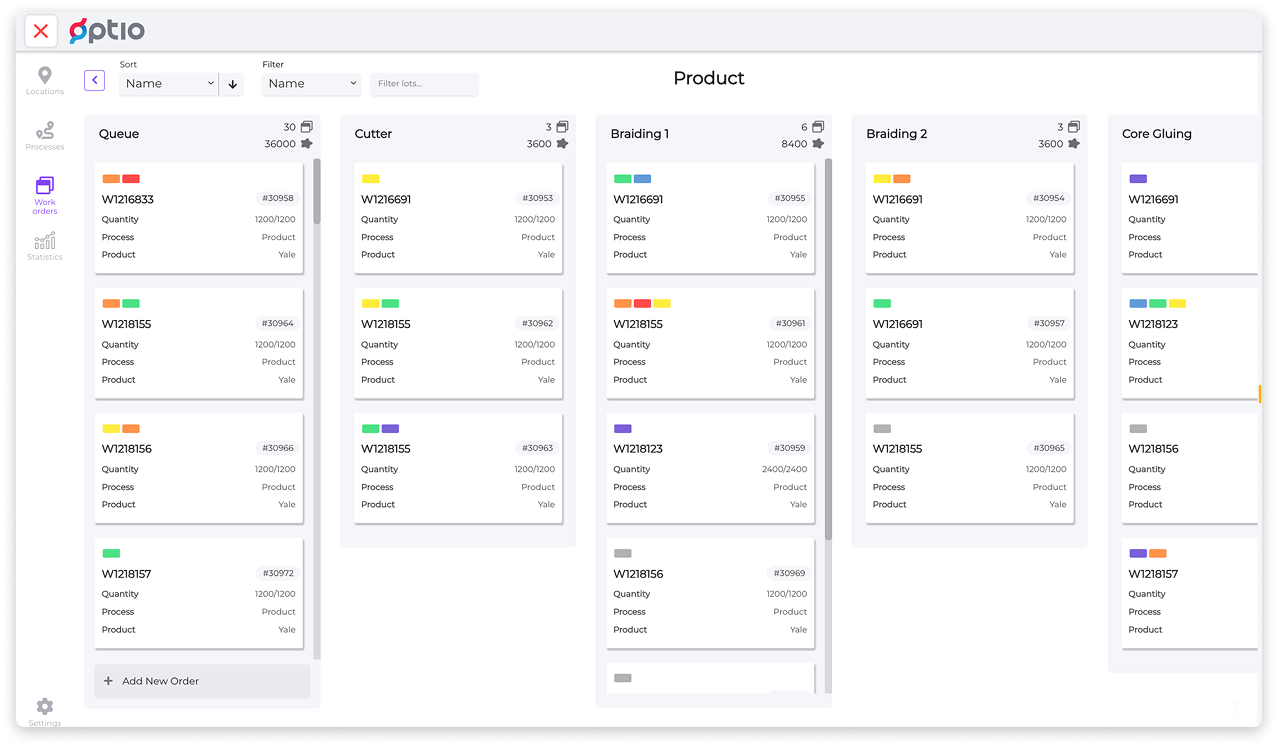 optio
Locations
Processes
Work
orders
Statistics
Settings
Sort
Name
Filter
Name
Filter lots...
Product
Queue
30
36000
W1216833 #30958
Quantity 1200/1200
Process Product
Product Yale
W1218155 #30964
Quantity 1200/1200
Process Product
Product Yale
W1218156 #30966
Quantity 1200/1200
Process Product
Product Yale
W1218157 #30972
Quantity 1200/1200
Process Product
Product Yale
+ Add New Order
Cutter
3
3600
W1216691 #30953
Quantity 1200/1200
Process Product
Product Yale
W1218155 #30962
Quantity 1200/1200
Process Product
Product Yale
W1218155 #30963
Quantity 1200/1200
Process Product
Product Yale
Braiding 1
6
8400
W1216691 #30955
Quantity 1200/1200
Process Product
Product Yale
W1218155 #30961
Quantity 1200/1200
Process Product
Product Yale
W1218123 #30959
Quantity 2400/2400
Process Product
Product Yale
W1218156 #30969
Quantity 1200/1200
Process Product
Product Yale
Braiding 2
3
3600
W1216691 #30954
Quantity 1200/1200
Process Product
Product Yale
W1216691 #30957
Quantity 1200/1200
Process Product
Product Yale
W1218155 #30965
Quantity 1200/1200
Process Product
Product Yale
Core Gluing
W1216691
Quantity
Process
Product
W1218123
Quantity
Process
Product
W1218156
Quantity
Process
Product
W1218157
Quantity
Process
Product